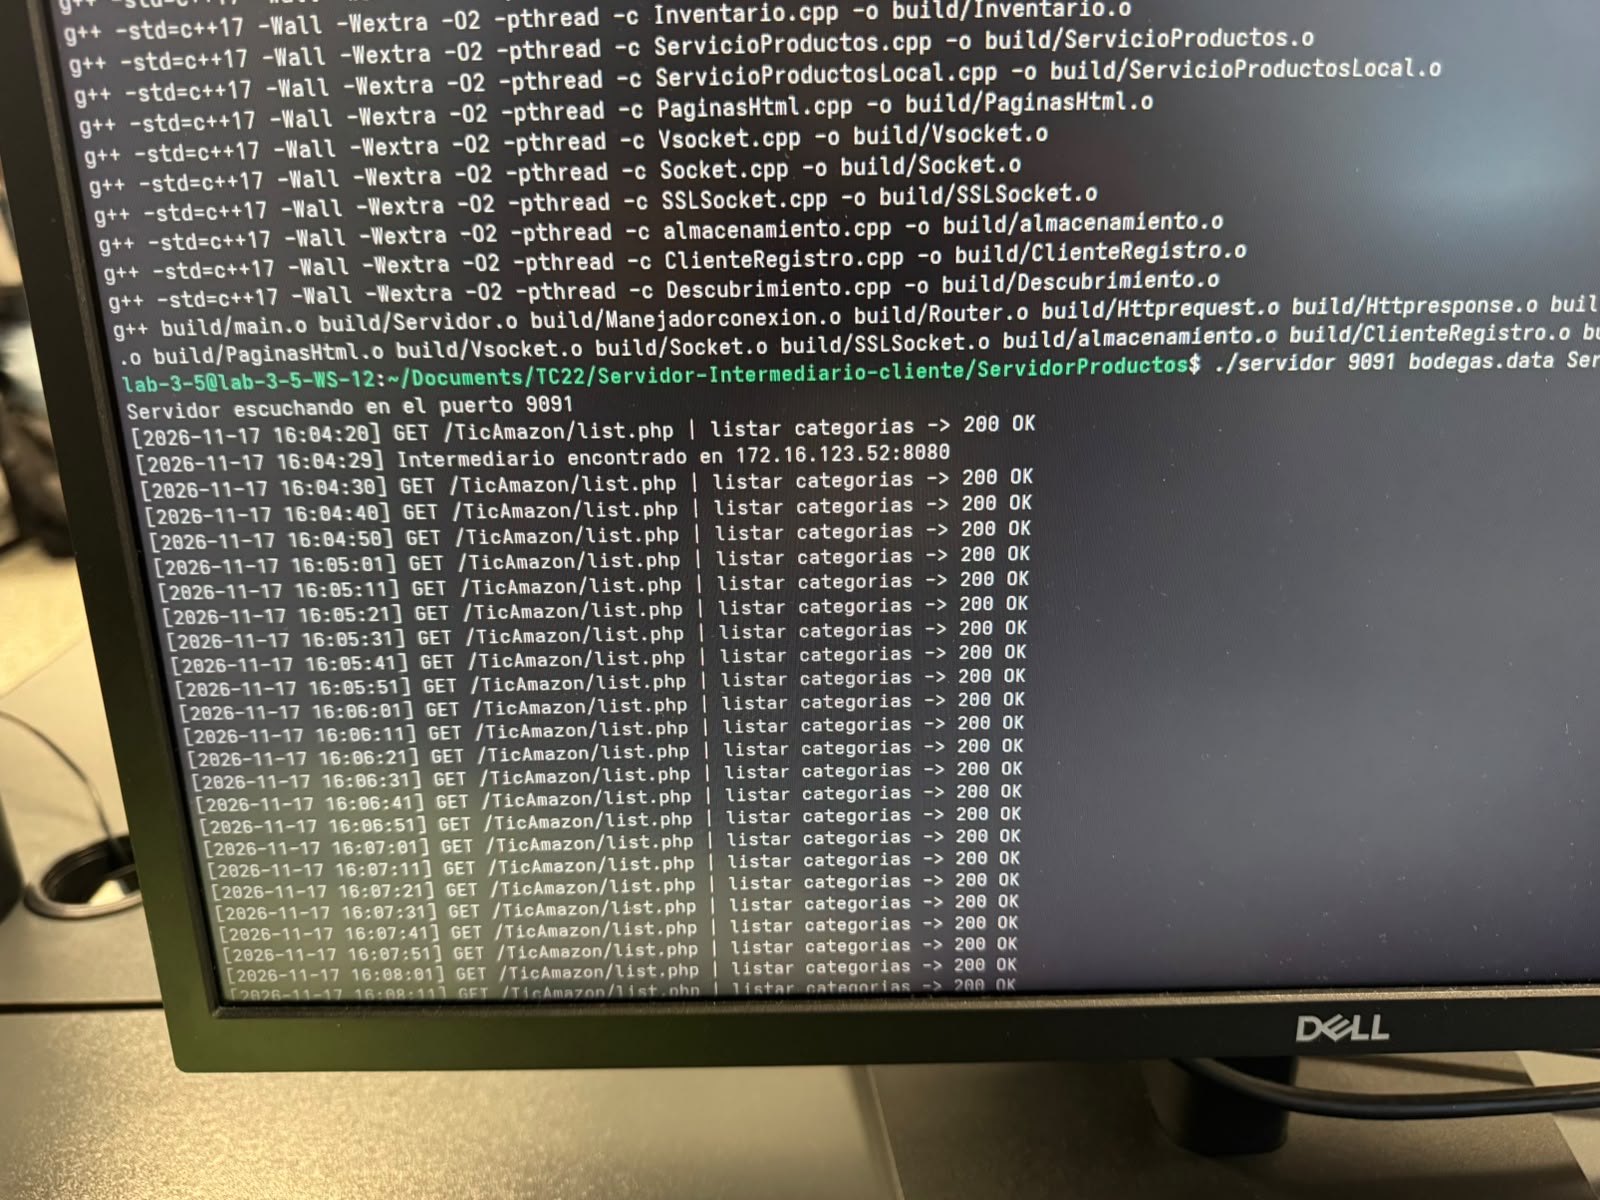 g++ -std=c++17 -Wall -Wextra -O2 -pthread -c Inventario.cpp -o build/Inventario.o
g++ -std=c++17 -Wall -Wextra -O2 -pthread -c ServicioProductos.cpp -o build/ServicioProductos.o
g++ -std=c++17 -Wall -Wextra -O2 -pthread -c ServicioProductosLocal.cpp -o build/ServicioProductosLocal.o
g++ -std=c++17 -Wall -Wextra -O2 -pthread -c PaginasHtml.cpp -o build/PaginasHtml.o
g++ -std=c++17 -Wall -Wextra -O2 -pthread -c Vsocket.cpp -o build/Vsocket.o
g++ -std=c++17 -Wall -Wextra -O2 -pthread -c Socket.cpp -o build/Socket.o
g++ -std=c++17 -Wall -Wextra -O2 -pthread -c SSLSocket.cpp -o build/SSLSocket.o
g++ -std=c++17 -Wall -Wextra -O2 -pthread -c almacenamiento.cpp -o build/almacenamiento.o
g++ -std=c++17 -Wall -Wextra -O2 -pthread -c ClienteRegistro.cpp -o build/ClienteRegistro.o
g++ -std=c++17 -Wall -Wextra -O2 -pthread -c Descubrimiento.cpp -o build/Descubrimiento.o
g++ build/main.o build/Servidor.o build/Manejadorconexion.o build/Router.o build/Httprequest.o build/Httpresponse.o buil
.o build/PaginasHtml.o build/Vsocket.o build/Socket.o build/SSLSocket.o build/almacenamiento.o build/ClienteRegistro.o bu
lab-3-5@lab-3-5-WS-12:~/Documents/TC22/Servidor-Intermediario-cliente/ServidorProductos$ ./servidor 9091 bodegas.data Ser
Servidor escuchando en el puerto 9091
[2026-11-17 16:04:20] GET /TicAmazon/list.php | listar categorias -> 200 OK
[2026-11-17 16:04:29] Intermediario encontrado en 172.16.123.52:8080
[2026-11-17 16:04:30] GET /TicAmazon/list.php | listar categorias -> 200 OK
[2026-11-17 16:04:40] GET /TicAmazon/list.php | listar categorias -> 200 OK
[2026-11-17 16:04:50] GET /TicAmazon/list.php | listar categorias -> 200 OK
[2026-11-17 16:05:01] GET /TicAmazon/list.php | listar categorias -> 200 OK
[2026-11-17 16:05:11] GET /TicAmazon/list.php | listar categorias -> 200 OK
[2026-11-17 16:05:21] GET /TicAmazon/list.php | listar categorias -> 200 OK
[2026-11-17 16:05:31] GET /TicAmazon/list.php | listar categorias -> 200 OK
[2026-11-17 16:05:41] GET /TicAmazon/list.php | listar categorias -> 200 OK
[2026-11-17 16:05:51] GET /TicAmazon/list.php | listar categorias -> 200 OK
[2026-11-17 16:06:01] GET /TicAmazon/list.php | listar categorias -> 200 OK
[2026-11-17 16:06:11] GET /TicAmazon/list.php | listar categorias -> 200 OK
[2026-11-17 16:06:21] GET /TicAmazon/list.php | listar categorias -> 200 OK
[2026-11-17 16:06:31] GET /TicAmazon/list.php | listar categorias -> 200 OK
[2026-11-17 16:06:41] GET /TicAmazon/list.php | listar categorias -> 200 OK
[2026-11-17 16:06:51] GET /TicAmazon/list.php | listar categorias -> 200 OK
[2026-11-17 16:07:01] GET /TicAmazon/list.php | listar categorias -> 200 OK
[2026-11-17 16:07:11] GET /TicAmazon/list.php | listar categorias -> 200 OK
[2026-11-17 16:07:21] GET /TicAmazon/list.php | listar categorias -> 200 OK
[2026-11-17 16:07:31] GET /TicAmazon/list.php | listar categorias -> 200 OK
[2026-11-17 16:07:41] GET /TicAmazon/list.php | listar categorias -> 200 OK
[2026-11-17 16:07:51] GET /TicAmazon/list.php | listar categorias -> 200 OK
[2026-11-17 16:08:01] GET /TicAmazon/list.php | listar categorias -> 200 OK
[2026-11-17 16:08:11] GET /TicAmazon/list.php | listar categorias -> 200 OK
DELL